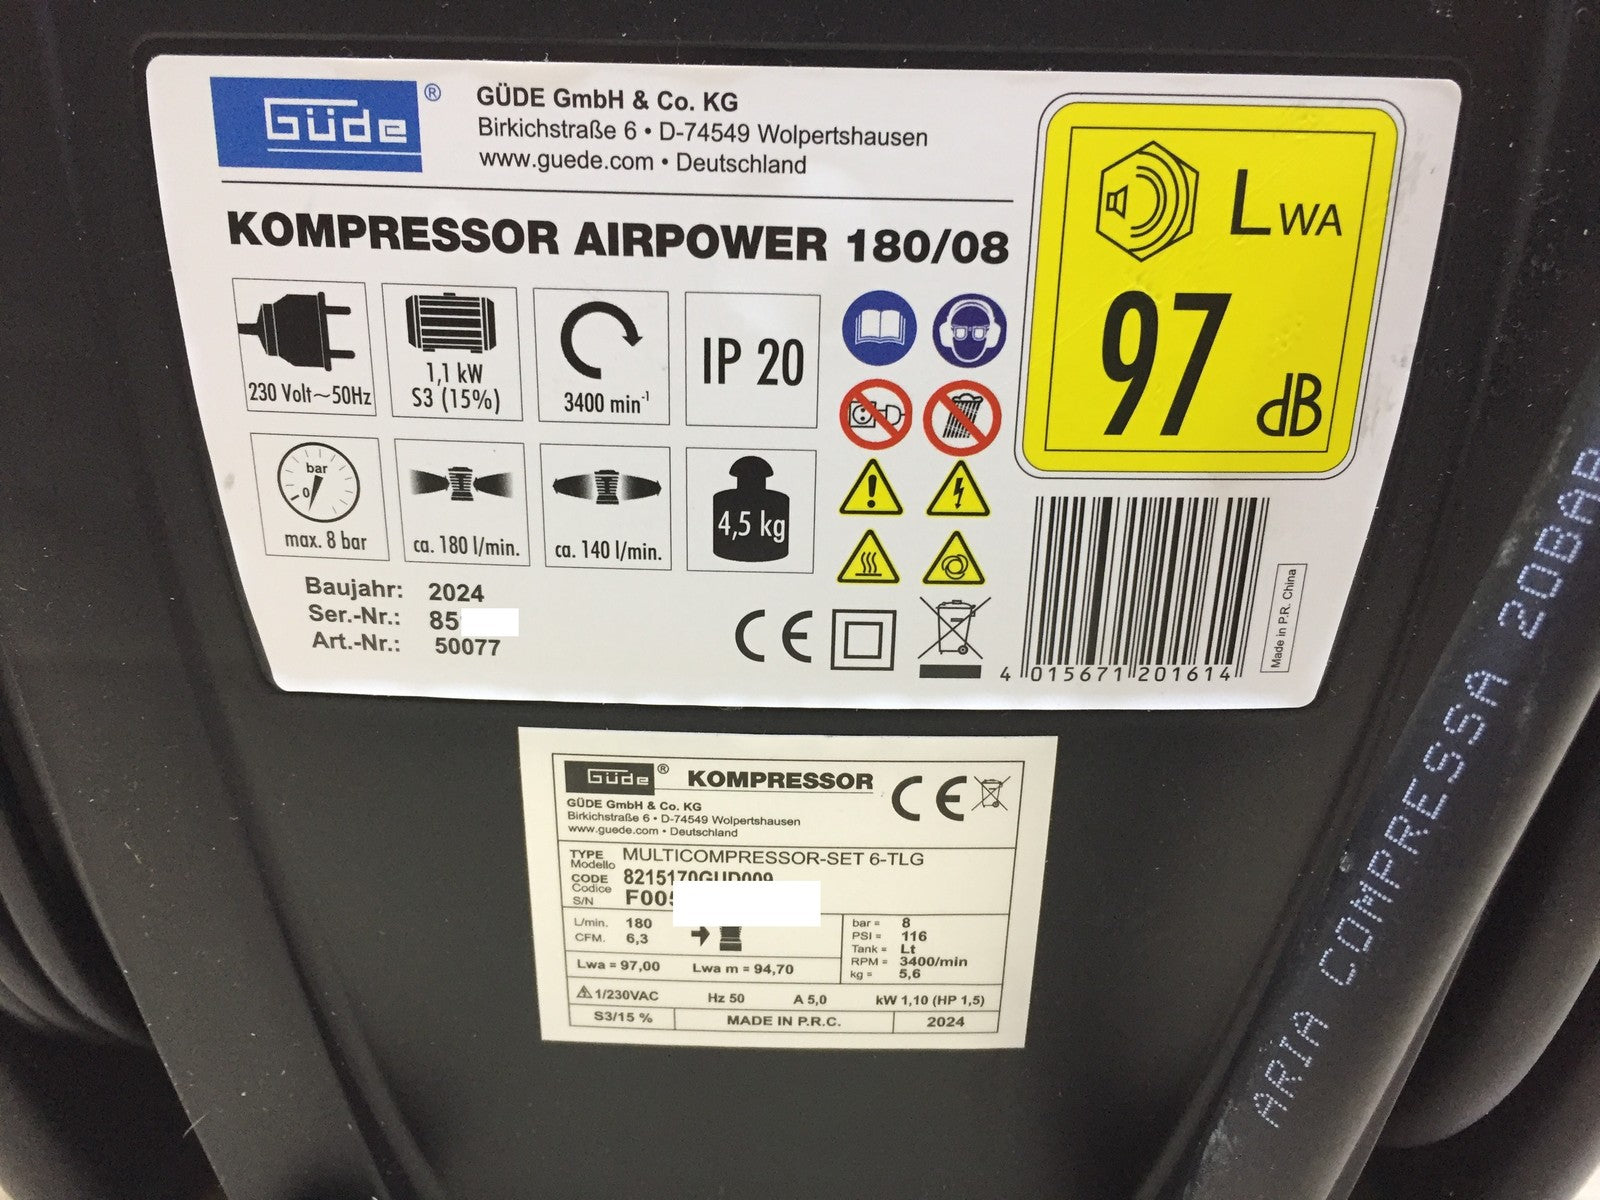 Güde ®
GÜDE GmbH & Co. KG
Birkichstraße 6 • D-74549 Wolpertshausen
www.guede.com • Deutschland
KOMPRESSOR AIRPOWER 180/08
LWA
97
dB
230 Volt~50Hz
1,1 kW
S3 (15%)
3400 min-1
IP 20
bar
0
max. 8 bar
ca. 180 l/min.
ca. 140 l/min.
4,5 kg
Baujahr: 2024
Ser.-Nr.: 85
Art.-Nr.: 50077
CE
4 015671 201614
Made in P.R. China
Güde ® KOMPRESSOR CE
GÜDE GmbH & Co. KG
Birkichstraße 6 • D-74549 Wolpertshausen
www.guede.com • Deutschland
TYPE MULTICOMPRESSOR-SET 6-TLG
Modello
CODE 8215170GUD009
Codice
S/N F005
L/min. 180
CFM. 6,3
bar = 8
PSI = 116
Tank = Lt
RPM = 3400/min
kg = 5,6
Lwa = 97,00 Lwa m = 94,70
1/230VAC Hz 50 A 5,0 kW 1,10 (HP 1,5)
S3/15 % MADE IN P.R.C. 2024
ARIA COMPRESSA 20BAR